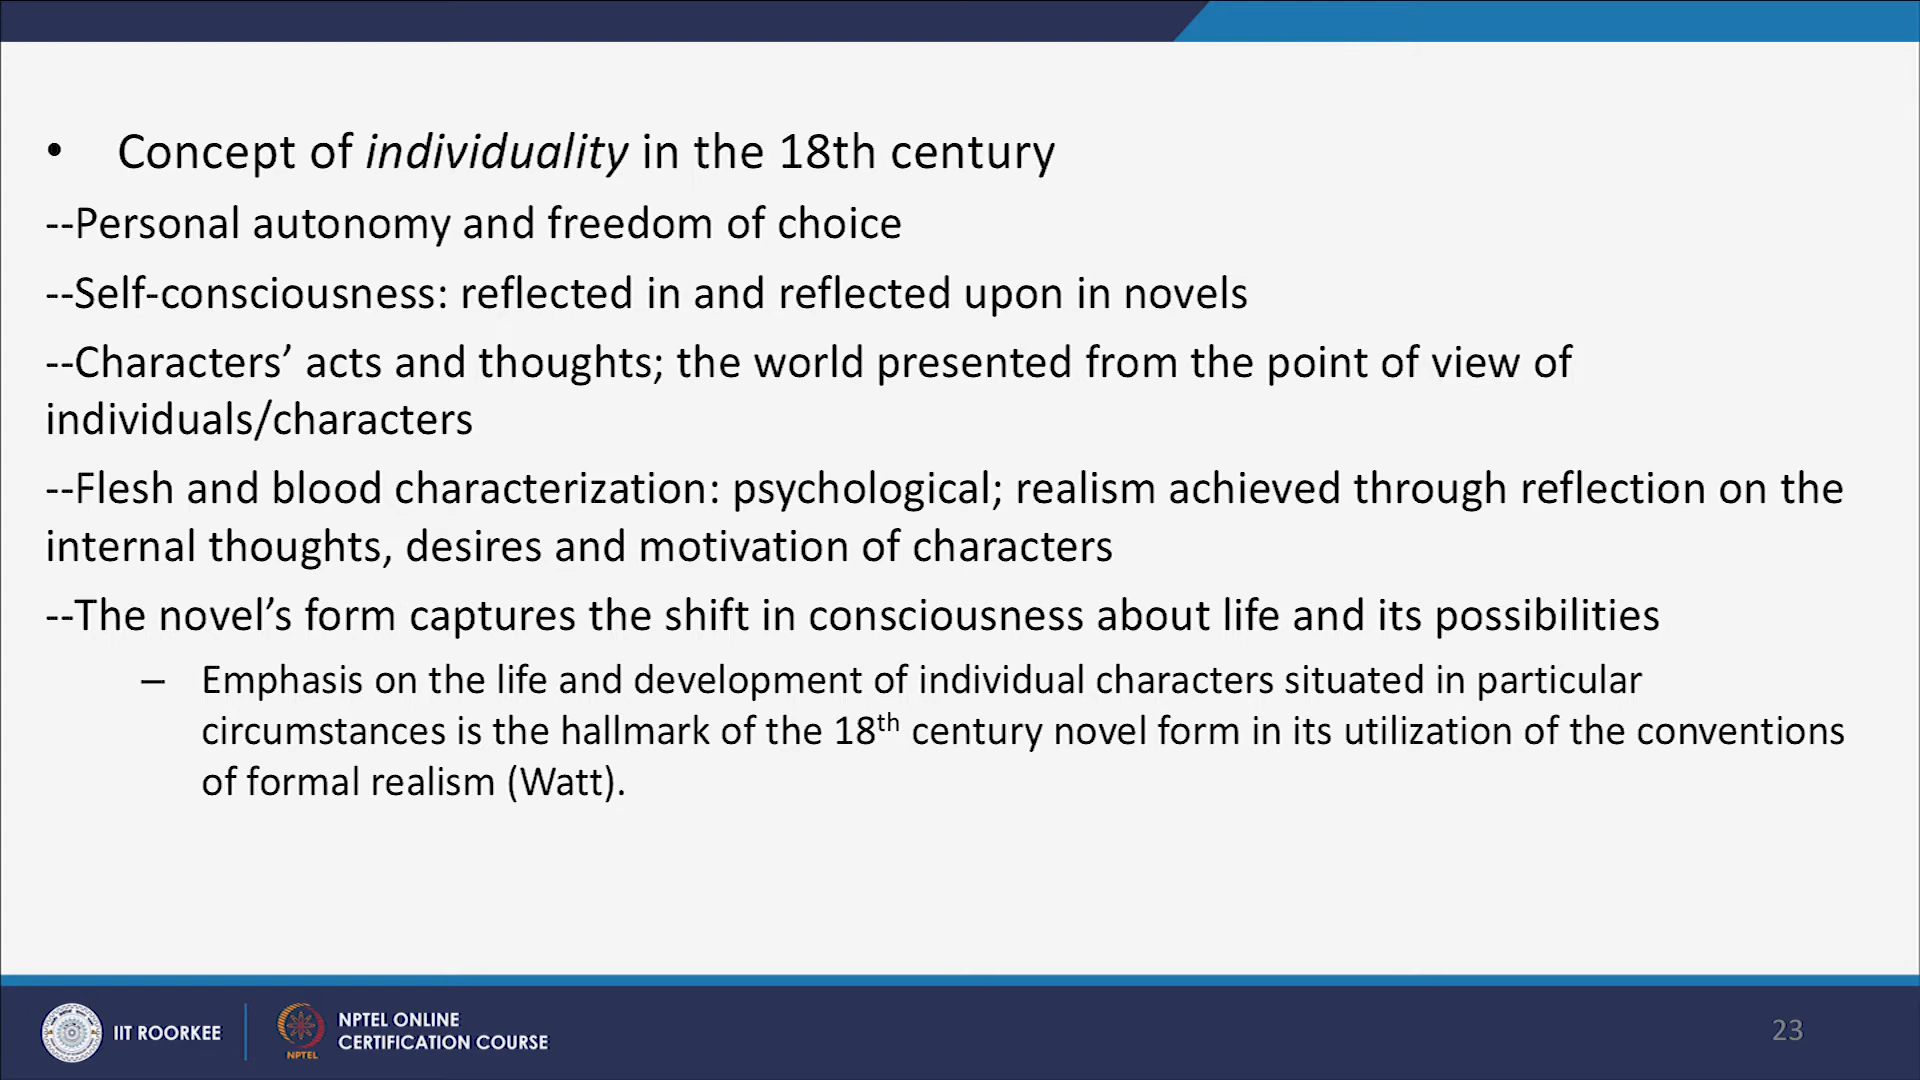 • Concept of individuality in the 18th century
--Personal autonomy and freedom of choice
--Self-consciousness: reflected in and reflected upon in novels
--Characters’ acts and thoughts; the world presented from the point of view of
individuals/characters
--Flesh and blood characterization: psychological; realism achieved through reflection on the
internal thoughts, desires and motivation of characters
--The novel’s form captures the shift in consciousness about life and its possibilities
– Emphasis on the life and development of individual characters situated in particular
circumstances is the hallmark of the 18th century novel form in its utilization of the conventions
of formal realism (Watt).
IIT ROORKEE
NPTEL
NPTEL ONLINE
CERTIFICATION COURSE
23